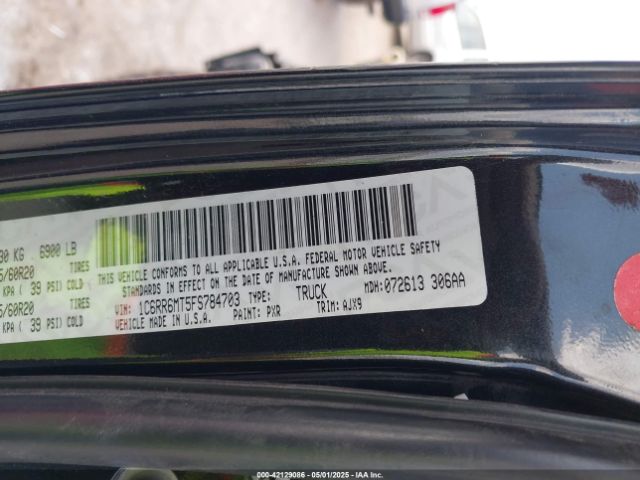 30 KG . 6900 LB
5/60R20 TIRES
KPA ( 39 PSI) COLD
5/60R20 TIRES
KPA ( 39 PSI) COLD
THIS VEHICLE CONFORMS TO ALL APPLICABLE U.S.A. FEDERAL MOTOR VEHICLE SAFETY
STANDARDS IN EFFECT ON THE DATE OF MANUFACTURE SHOWN ABOVE.
VIN: 1C6RR6MT5FS784703 TYPE: TRUCK MDH: 072613 306AA
VEHICLE MADE IN U.S.A. PAINT: PXR TRIM: AJX9
000-42129086 - 05/01/2025 - IAA Inc.